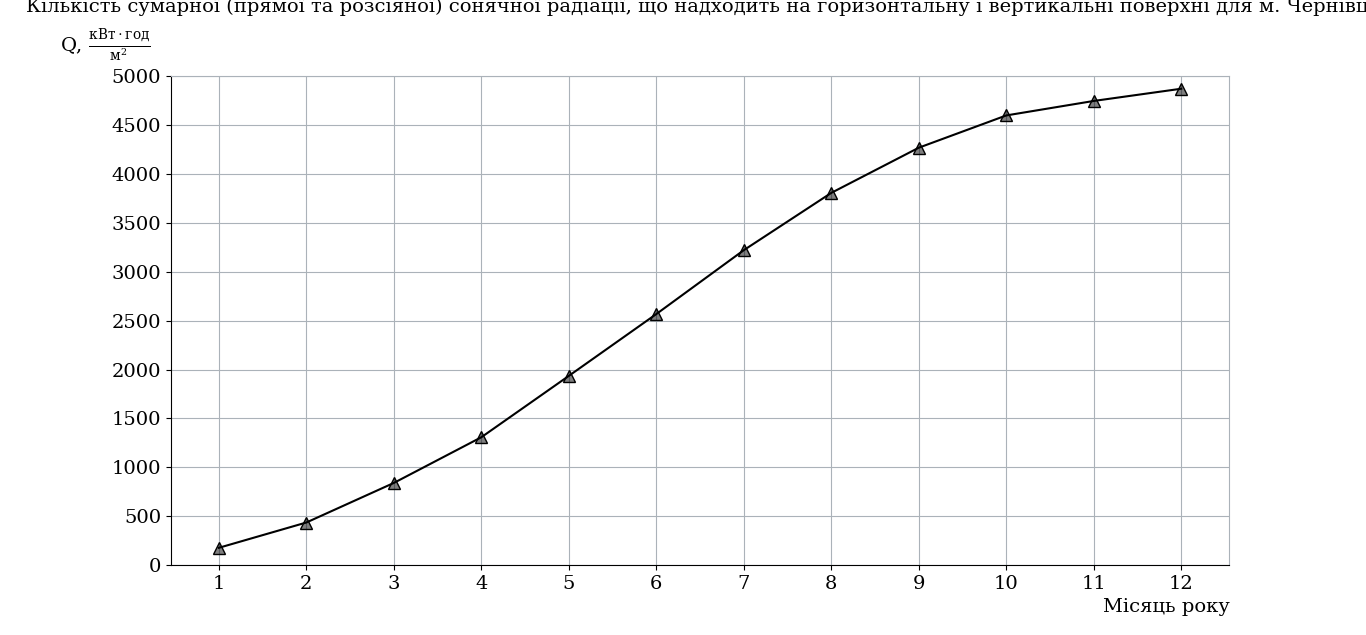 Кількість сумарної (прямої та розсіяної) сонячної радіації, що надходить на горизонтальну і вертикальні поверхні для м.
Q, кВт · год
м²
5000
4500
4000
3500
3000
2500
2000
1500
1000
500
0
1 2 3 4 5 6 7 8 9 10 11 12
Місяць року